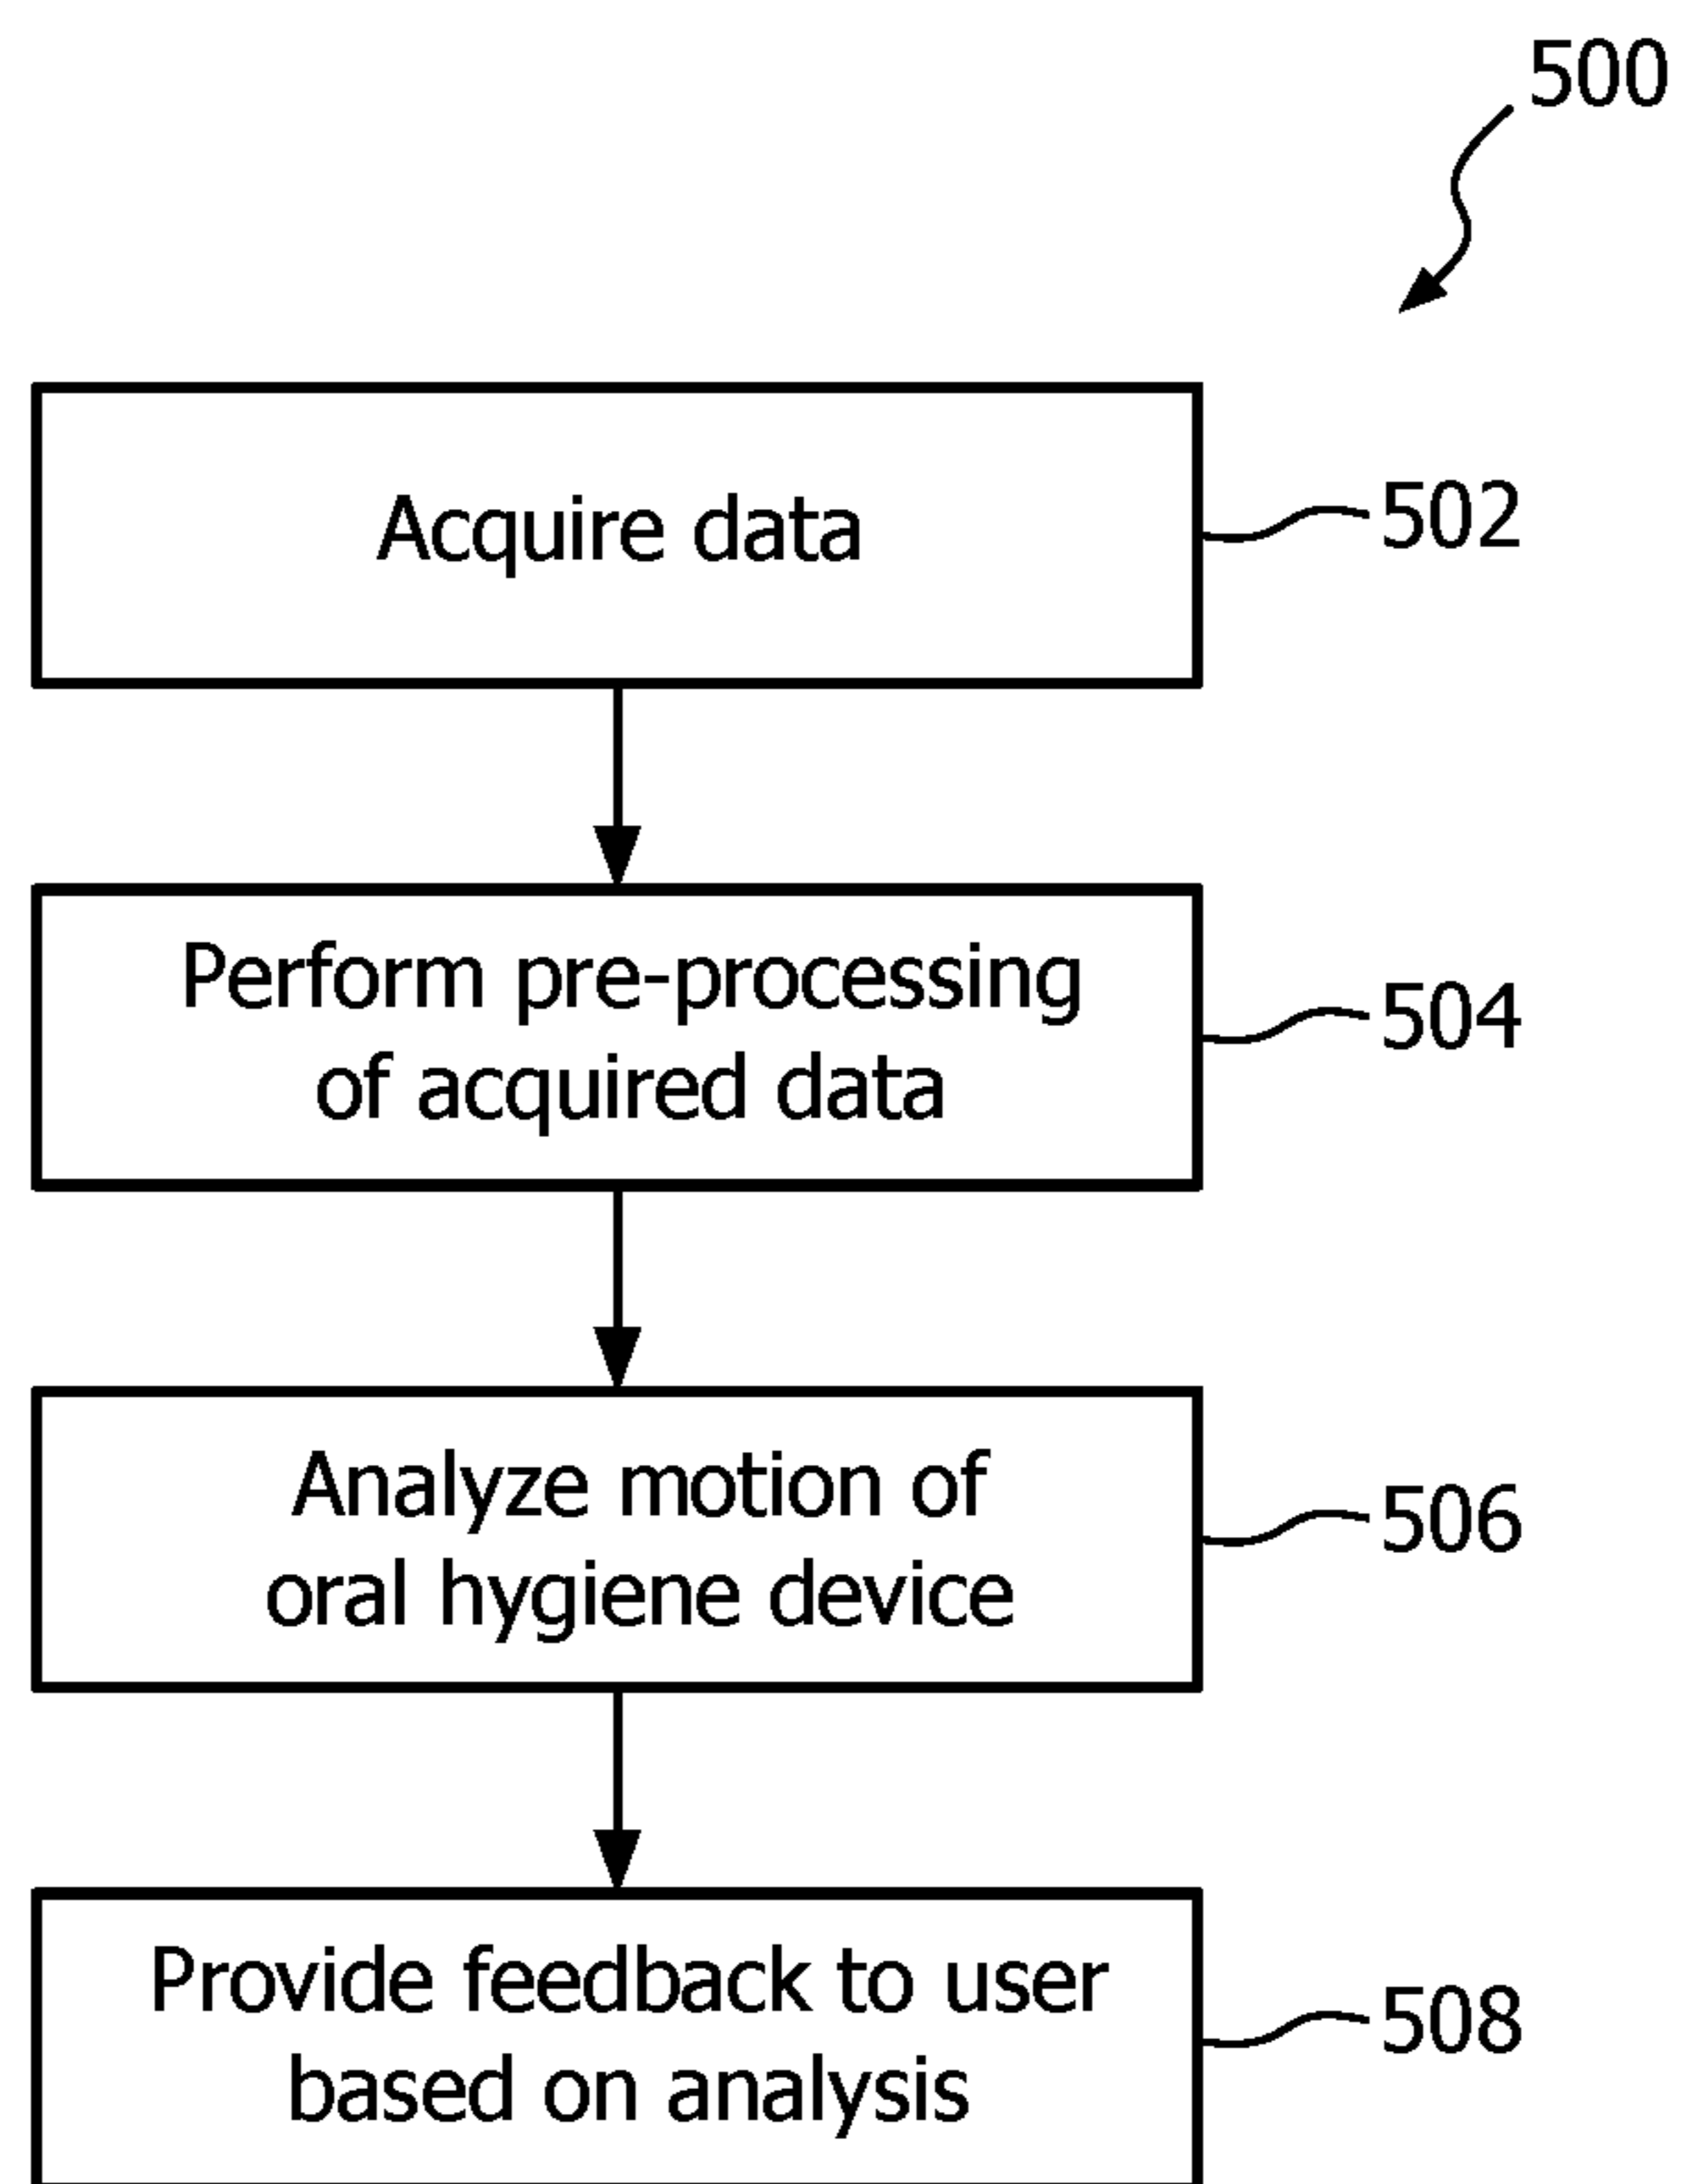 500
Acquire data
502
Perform pre-processing
of acquired data
504
Analyze motion of
oral hygiene device
506
Provide feedback to user
based on analysis
508